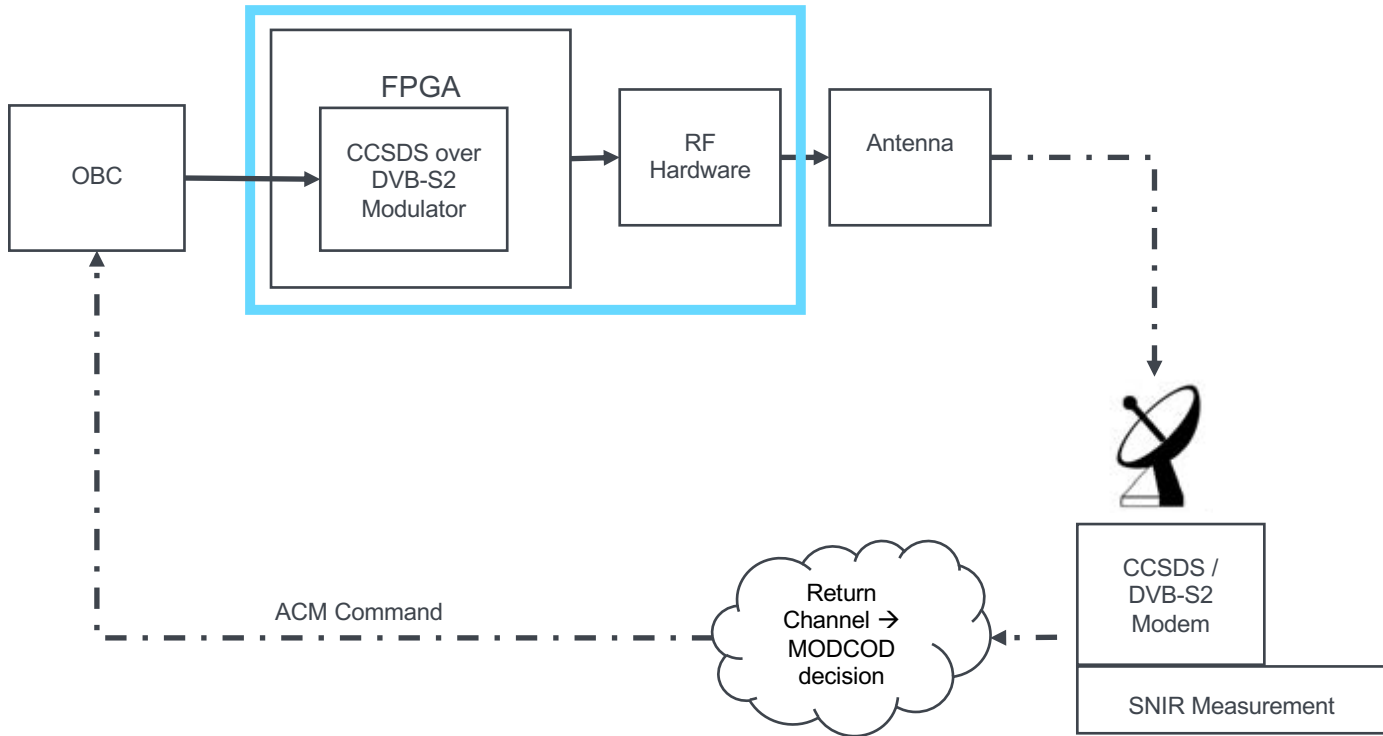 FPGA
OBC
CCSDS over
DVB-S2
Modulator
RF
Hardware
Antenna
CCSDS /
DVB-S2
Modem
SNIR Measurement
Return
Channel →
MODCOD
decision
ACM Command